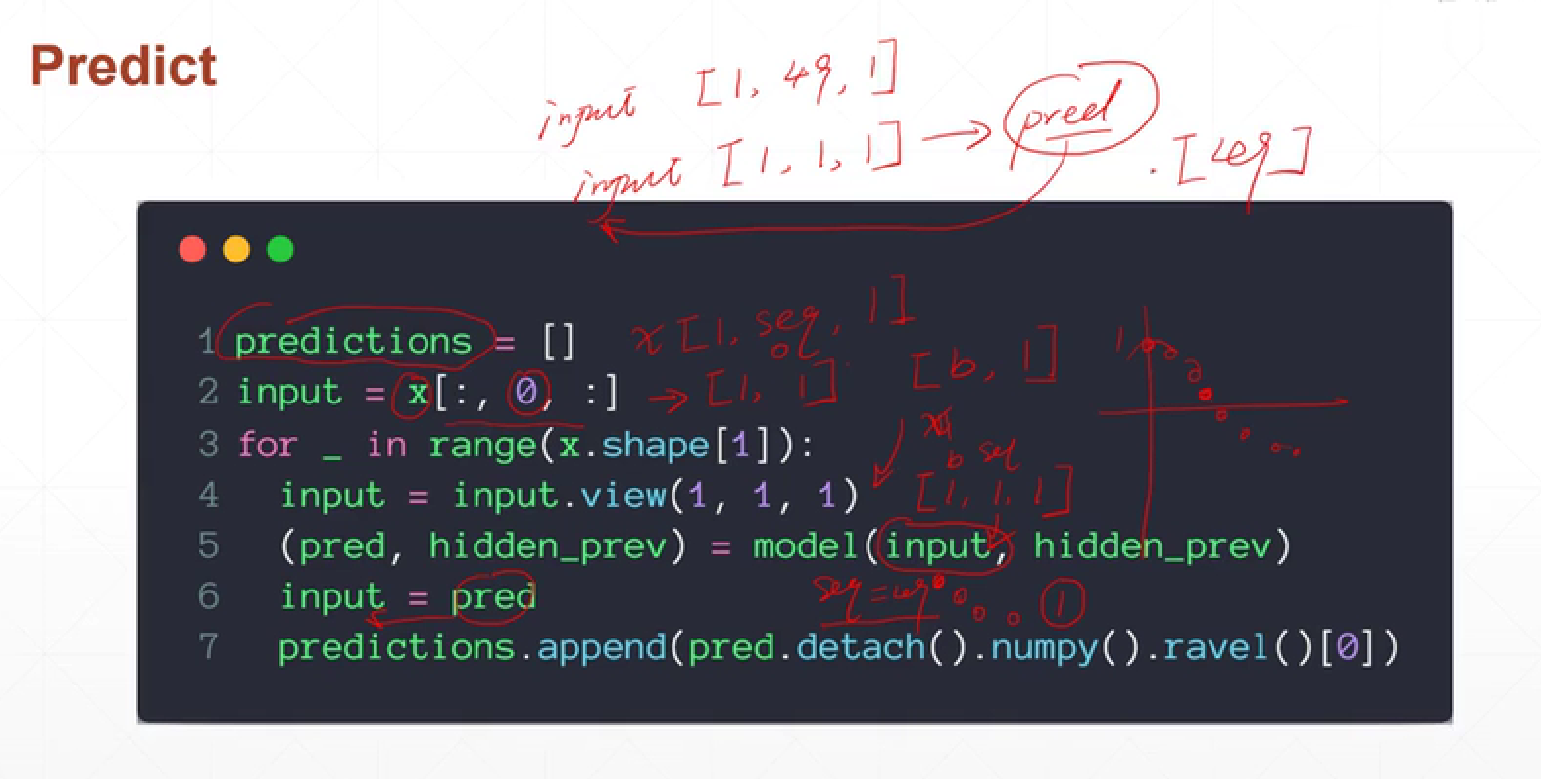 Predict
input [1, 49, 1]
input [1, 1, 1] → pred . [49]
1 predictions = []
x[1, seq, 1]
0
2 input = x[:, 0, :] → [1, 1]
[b, 1]
1
3 for _ in range(x.shape[1]):
b seq
4 input = input.view(1, 1, 1)
[1, 1, 1]
5 (pred, hidden_prev) = model(input, hidden_prev)
6 input = pred
seq=49
1
7 predictions.append(pred.detach().numpy().ravel()[0])